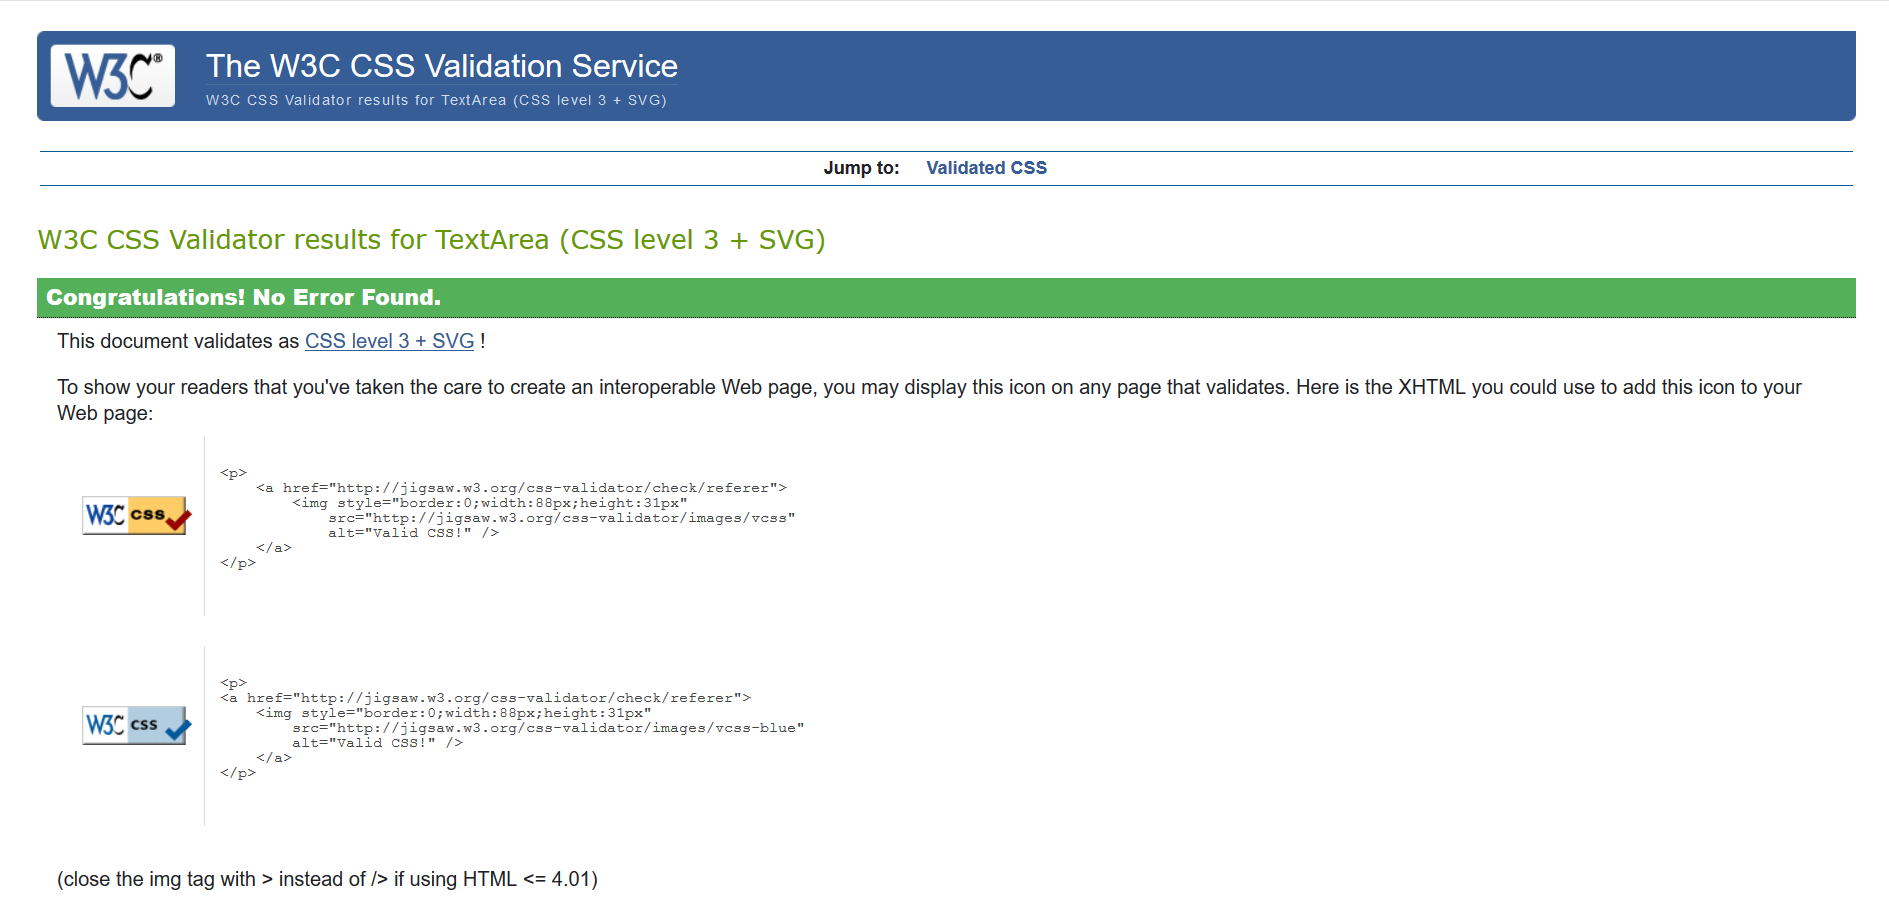 W3C®
The W3C CSS Validation Service
W3C CSS Validator results for TextArea (CSS level 3 + SVG)
Jump to: Validated CSS
W3C CSS Validator results for TextArea (CSS level 3 + SVG)
Congratulations! No Error Found.
This document validates as CSS level 3 + SVG !
To show your readers that you've taken the care to create an interoperable Web page, you may display this icon on any page that validates. Here is the XHTML you could use to add this icon to your
Web page:
W3C css
<p>
<a href="http://jigsaw.w3.org/css-validator/check/referer">
<img style="border:0;width:88px;height:31px"
src="http://jigsaw.w3.org/css-validator/images/vcss"
alt="Valid CSS!" />
</a>
</p>
W3C css
<p>
<a href="http://jigsaw.w3.org/css-validator/check/referer">
<img style="border:0;width:88px;height:31px"
src="http://jigsaw.w3.org/css-validator/images/vcss-blue"
alt="Valid CSS!" />
</a>
</p>
(close the img tag with > instead of /> if using HTML <= 4.01)